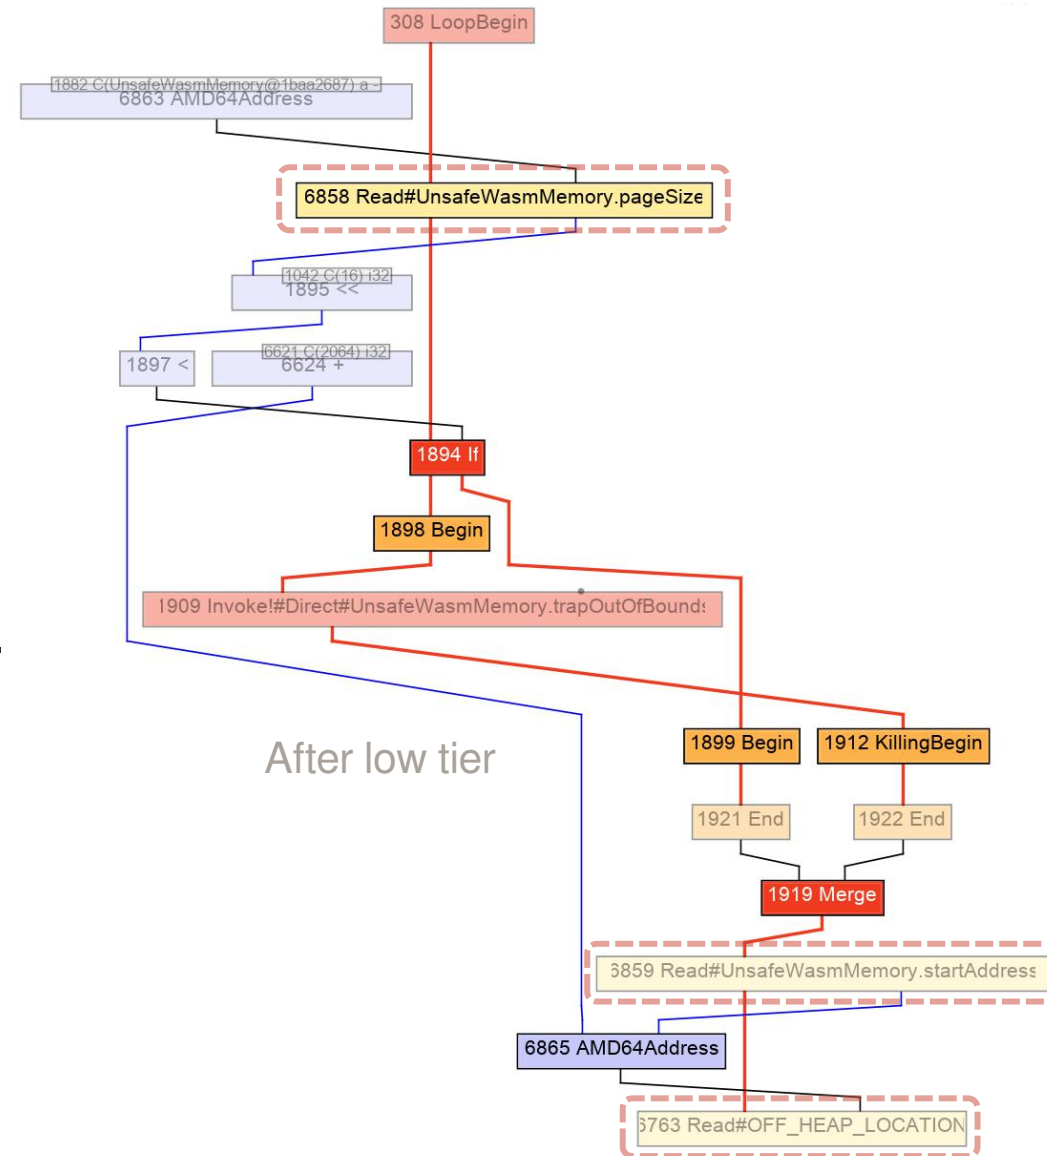 308 LoopBegin
1882 C(UnsafeWasmMemory@1baa2687) a -
6863 AMD64Address
6858 Read#UnsafeWasmMemory.pageSize
1042 C(16) i32
1895 <<
6621 C(2064) i32
1897 <
6624 +
1894 If
1898 Begin
1909 Invoke!#Direct#UnsafeWasmMemory.trapOutOfBounds
After low tier
1899 Begin
1912 KillingBegin
1921 End
1922 End
1919 Merge
6859 Read#UnsafeWasmMemory.startAddress
6865 AMD64Address
6763 Read#OFF_HEAP_LOCATION